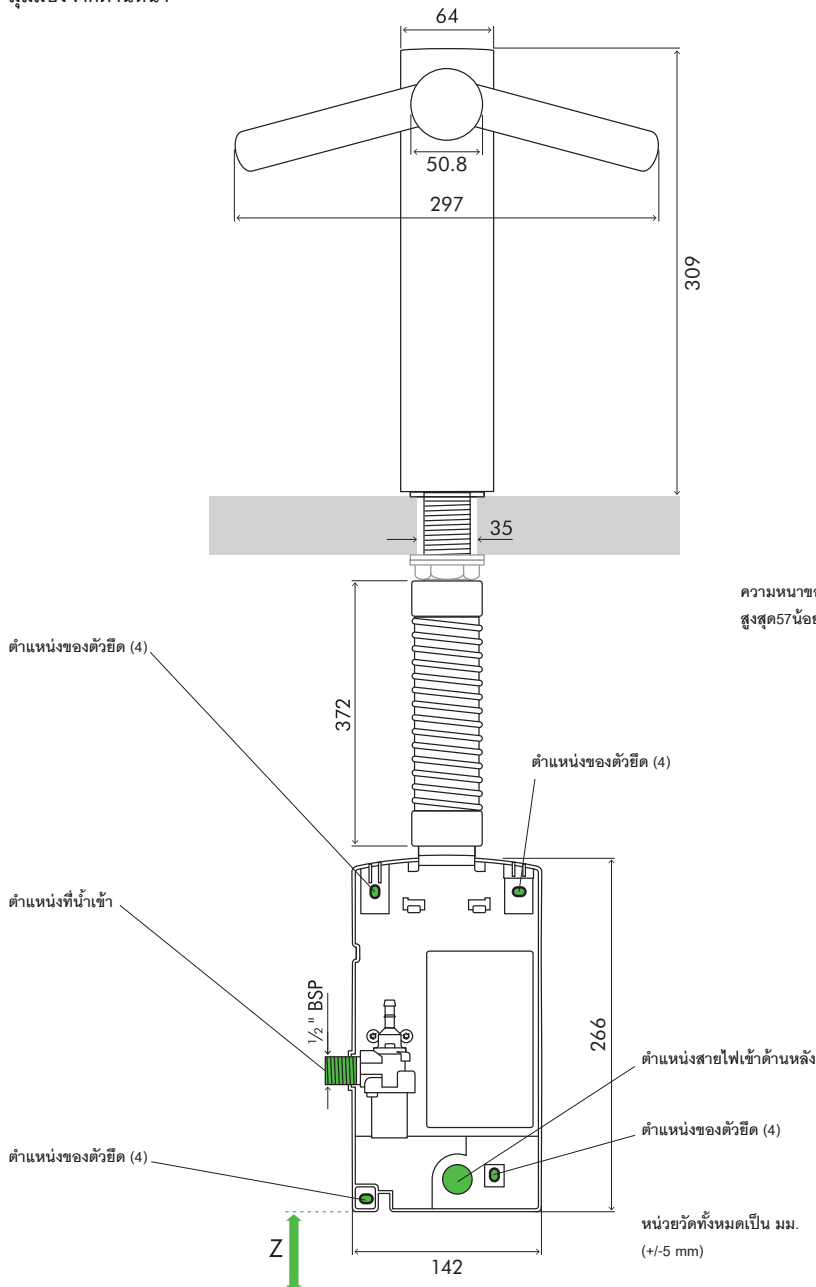 64
50.8
297
309
35
ความหนาขอ
สูงสุด57น้อย
ตำแหน่งของตัวยึด (4)
372
ตำแหน่งของตัวยึด (4)
ตำแหน่งที่น้ำเข้า
1/2 " BSP
266
ตำแหน่งสายไฟเข้าด้านหลัง
ตำแหน่งของตัวยึด (4)
ตำแหน่งของตัวยึด (4)
หน่วยวัดทั้งหมดเป็น มม.
(+/-5 mm)
Z
142